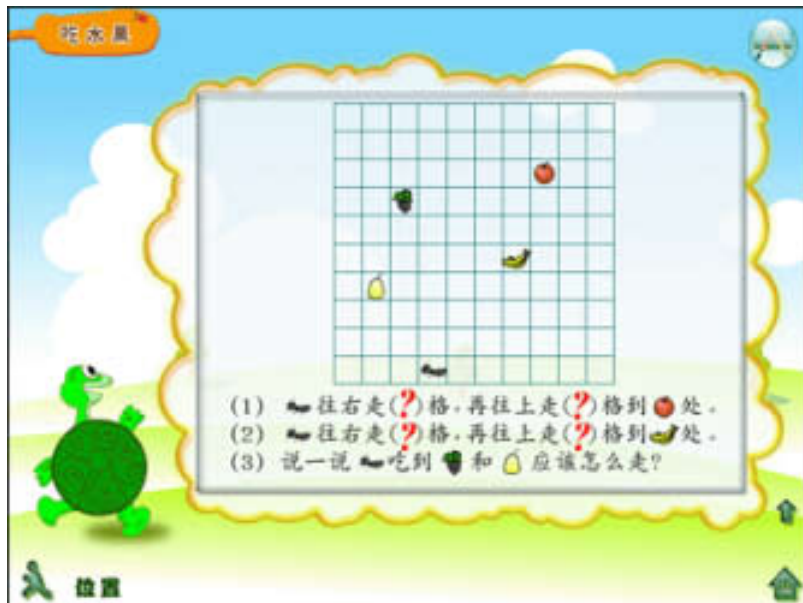 吃水果
(1) 往右走(?)格,再往上走(?)格到处。
(2) 往右走(?)格,再往上走(?)格到处。
(3) 说一说吃到和应该怎么走?
位置